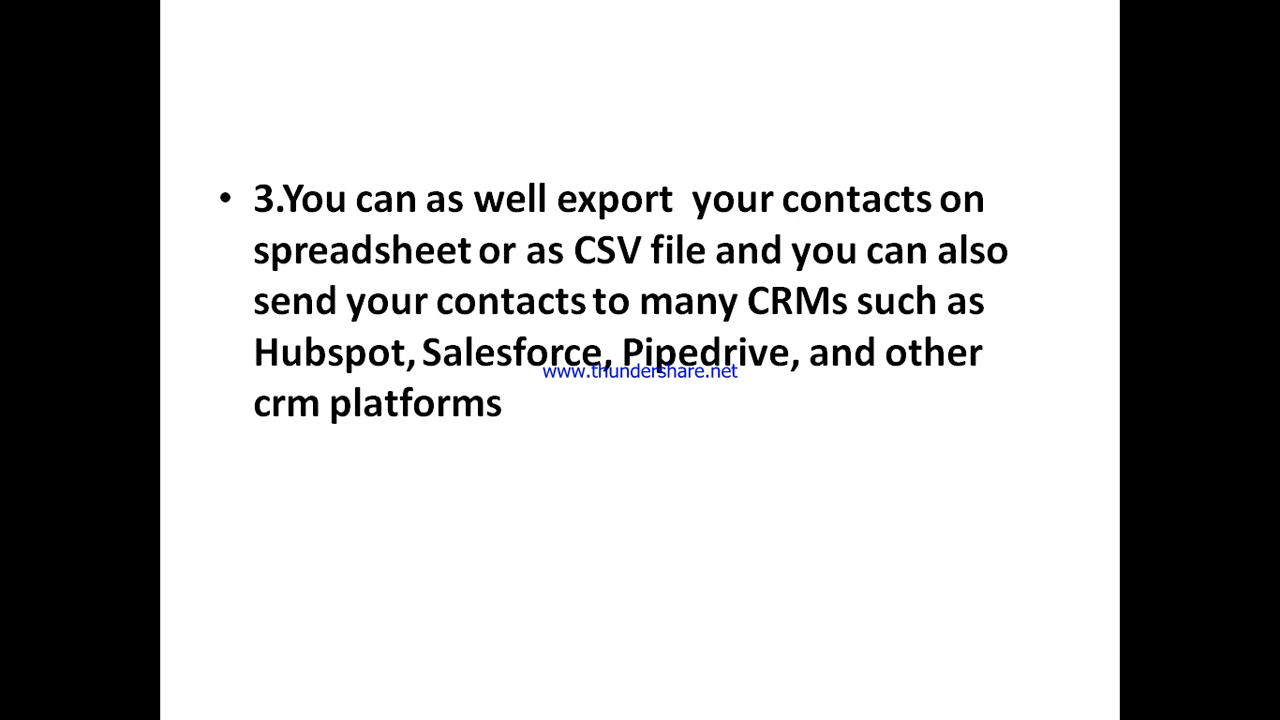 • 3.You can as well export  your contacts on
spreadsheet or as CSV file and you can also
send your contacts to many CRMs such as
Hubspot, Salesforce, Pipedrive, and other
www.thundershare.net
crm platforms